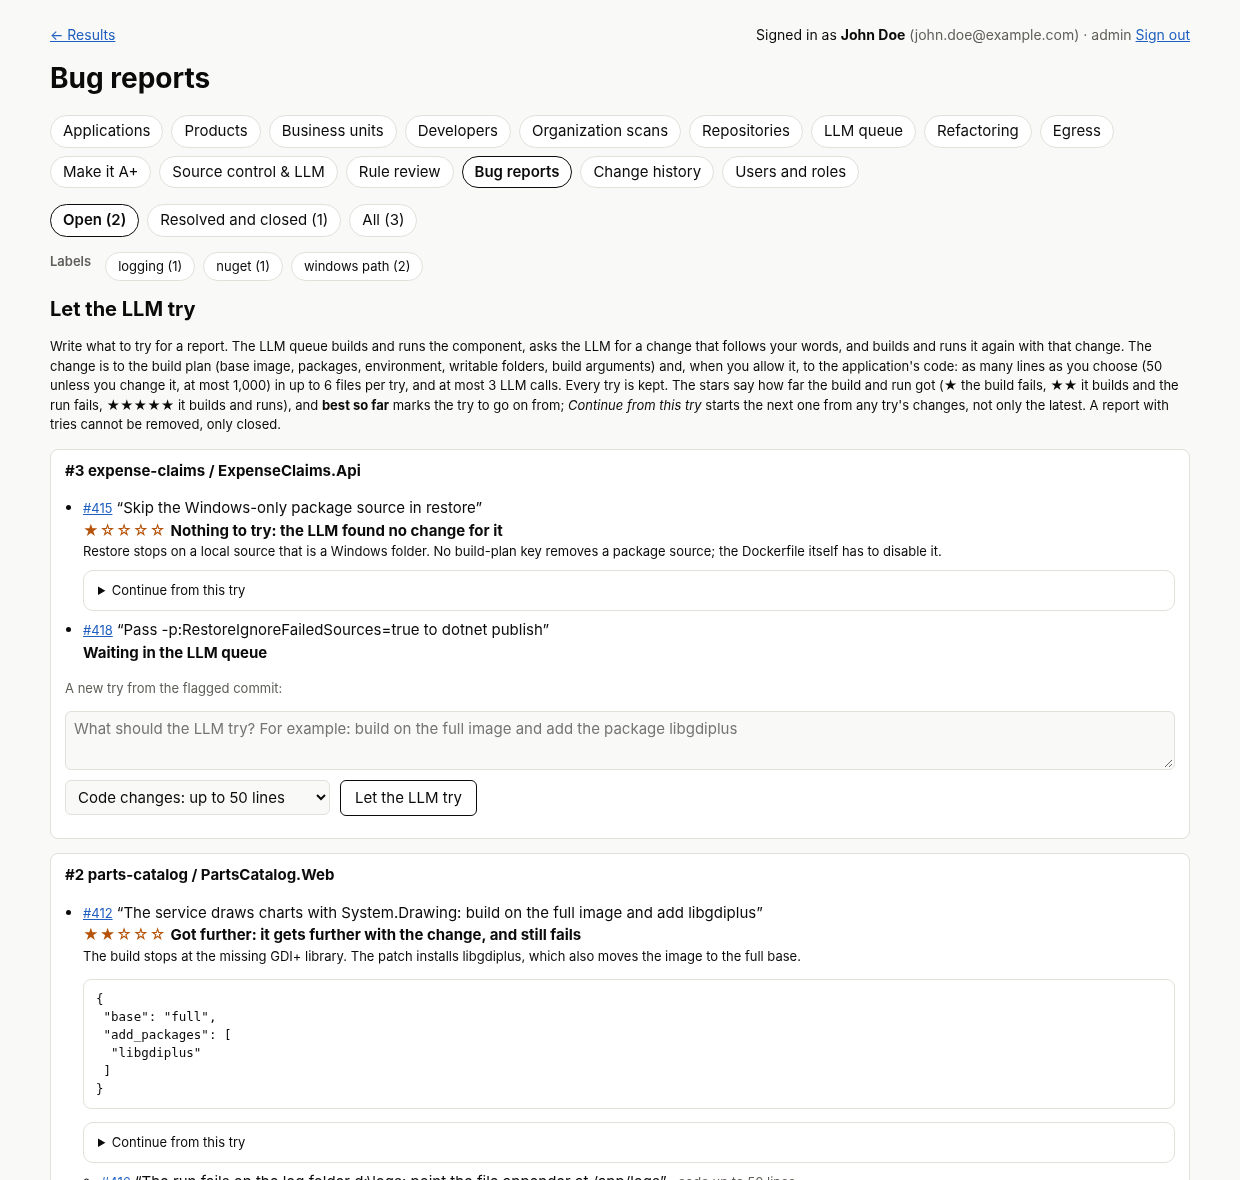 ← Results
Signed in as John Doe (john.doe@example.com) · admin Sign out
Bug reports
Applications Products Business units Developers Organization scans Repositories LLM queue Refactoring Egress
Make it A+ Source control & LLM Rule review Bug reports Change history Users and roles
Open (2) Resolved and closed (1) All (3)
Labels logging (1) nuget (1) windows path (2)
Let the LLM try
Write what to try for a report. The LLM queue builds and runs the component, asks the LLM for a change that follows your words, and builds and runs it again with that change. The
change is to the build plan (base image, packages, environment, writable folders, build arguments) and, when you allow it, to the application's code: as many lines as you choose (50
unless you change it, at most 1,000) in up to 6 files per try, and at most 3 LLM calls. Every try is kept. The stars say how far the build and run got (★ the build fails, ★★ it builds and the
run fails, ★★★★★ it builds and runs), and best so far marks the try to go on from; Continue from this try starts the next one from any try's changes, not only the latest. A report with
tries cannot be removed, only closed.
#3 expense-claims / ExpenseClaims.Api
• #415 “Skip the Windows-only package source in restore”
★☆☆☆☆ Nothing to try: the LLM found no change for it
Restore stops on a local source that is a Windows folder. No build-plan key removes a package source; the Dockerfile itself has to disable it.
▶ Continue from this try
• #418 “Pass -p:RestoreIgnoreFailedSources=true to dotnet publish”
Waiting in the LLM queue
A new try from the flagged commit:
What should the LLM try? For example: build on the full image and add the package libgdiplus
Code changes: up to 50 lines Let the LLM try
#2 parts-catalog / PartsCatalog.Web
• #412 “The service draws charts with System.Drawing: build on the full image and add libgdiplus”
★★☆☆☆ Got further: it gets further with the change, and still fails
The build stops at the missing GDI+ library. The patch installs libgdiplus, which also moves the image to the full base.
{
"base": "full",
"add_packages": [
"libgdiplus"
]
}
▶ Continue from this try